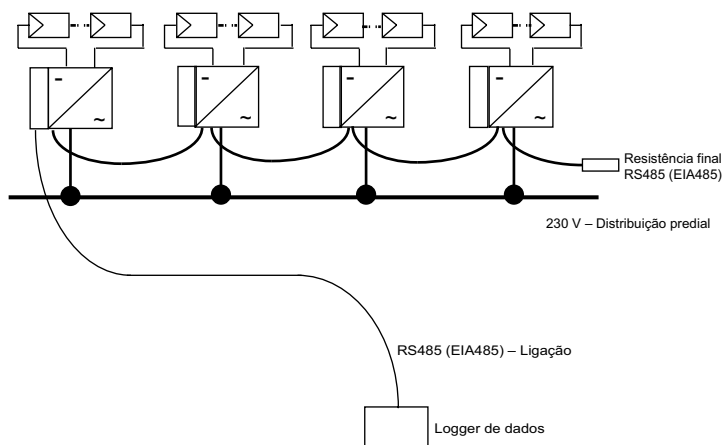 -
~
-
~
-
~
-
~
Resistência final
RS485 (EIA485)
230 V – Distribuição predial
RS485 (EIA485) – Ligação
Logger de dados